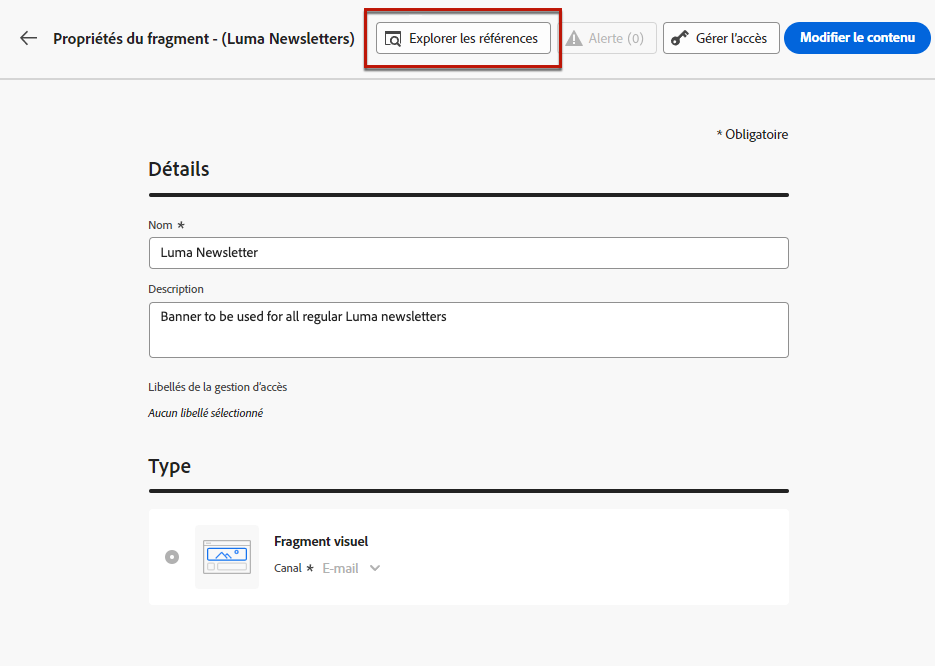 Propriétés du fragment - (Luma Newsletters)
Explorer les références
Alerte (0)
Gérer l'accès
Modifier le contenu
* Obligatoire
Détails
Nom *
Luma Newsletter
Description
Banner to be used for all regular Luma newsletters
Libellés de la gestion d'accès
Aucun libellé sélectionné
Type
Fragment visuel
Canal * E-mail